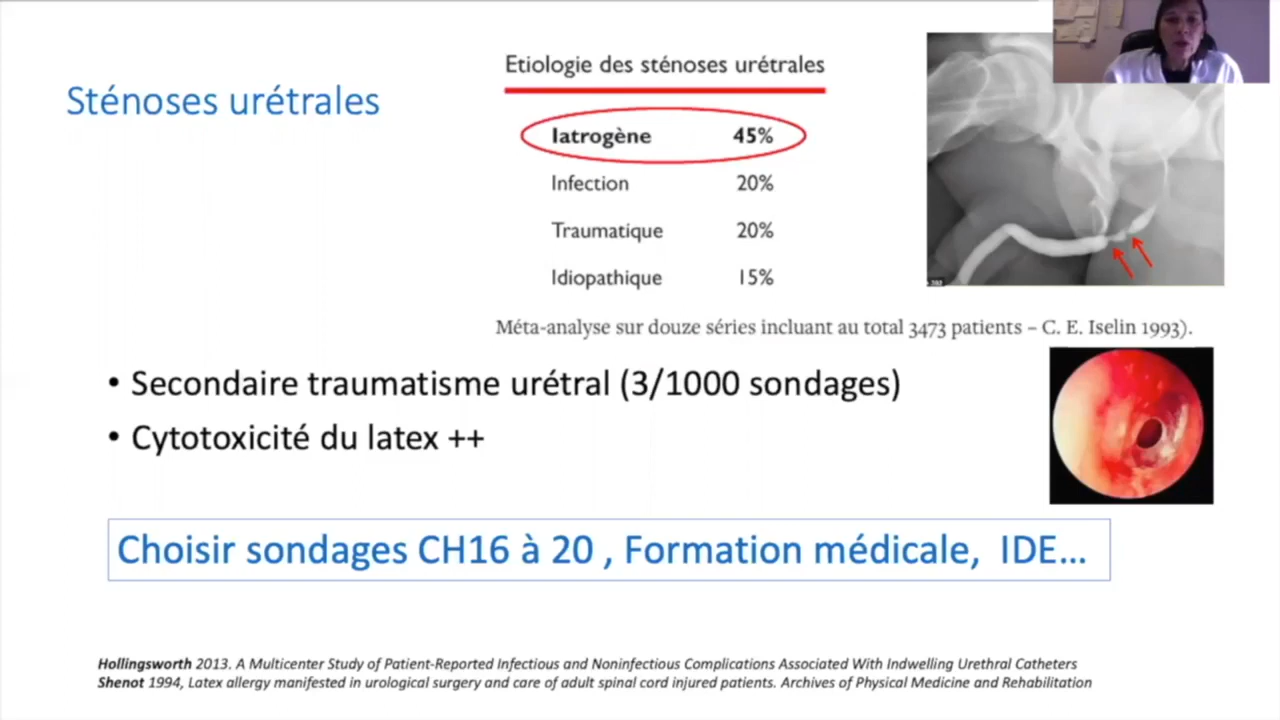 Sténoses urétrales
Etiologie des sténoses urétrales
Iatrogène 45%
Infection 20%
Traumatique 20%
Idiopathique 15%
Méta-analyse sur douze séries incluant au total 3473 patients – C. E. Iselin 1993).
• Secondaire traumatisme urétral (3/1000 sondages)
• Cytotoxicité du latex ++
Choisir sondages CH16 à 20 , Formation médicale, IDE...
Hollingsworth 2013. A Multicenter Study of Patient-Reported Infectious and Noninfectious Complications Associated With Indwelling Urethral Catheters
Shenot 1994, Latex allergy manifested in urological surgery and care of adult spinal cord injured patients. Archives of Physical Medicine and Rehabilitation